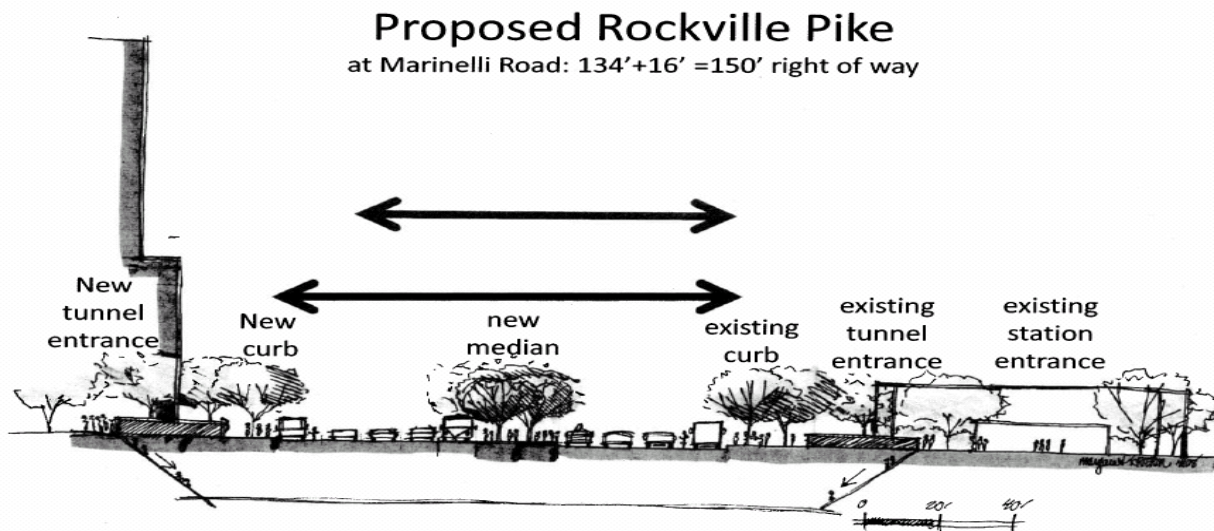 Proposed Rockville Pike
at Marinelli Road: 134’+16’ =150’ right of way
New
tunnel
entrance
New
curb
new
median
existing
curb
existing
tunnel
entrance
existing
station
entrance
0 20' 40'